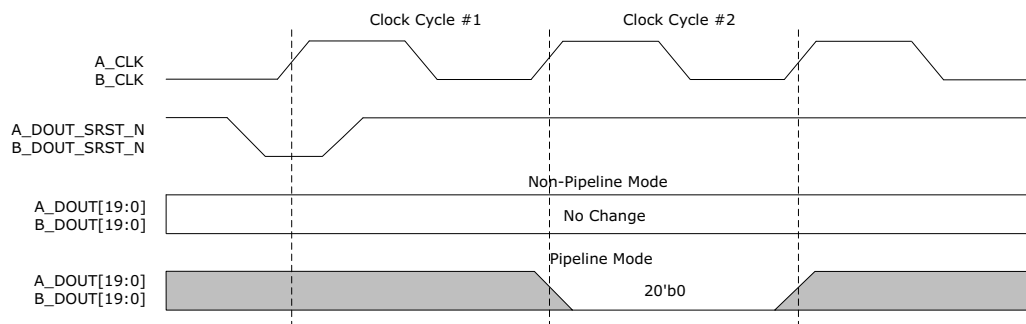 Clock Cycle #1
Clock Cycle #2
A_CLK
B_CLK
A_DOUT_SRST_N
B_DOUT_SRST_N
Non-Pipeline Mode
A_DOUT[19:0]
B_DOUT[19:0]
No Change
Pipeline Mode
A_DOUT[19:0]
B_DOUT[19:0]
20'b0